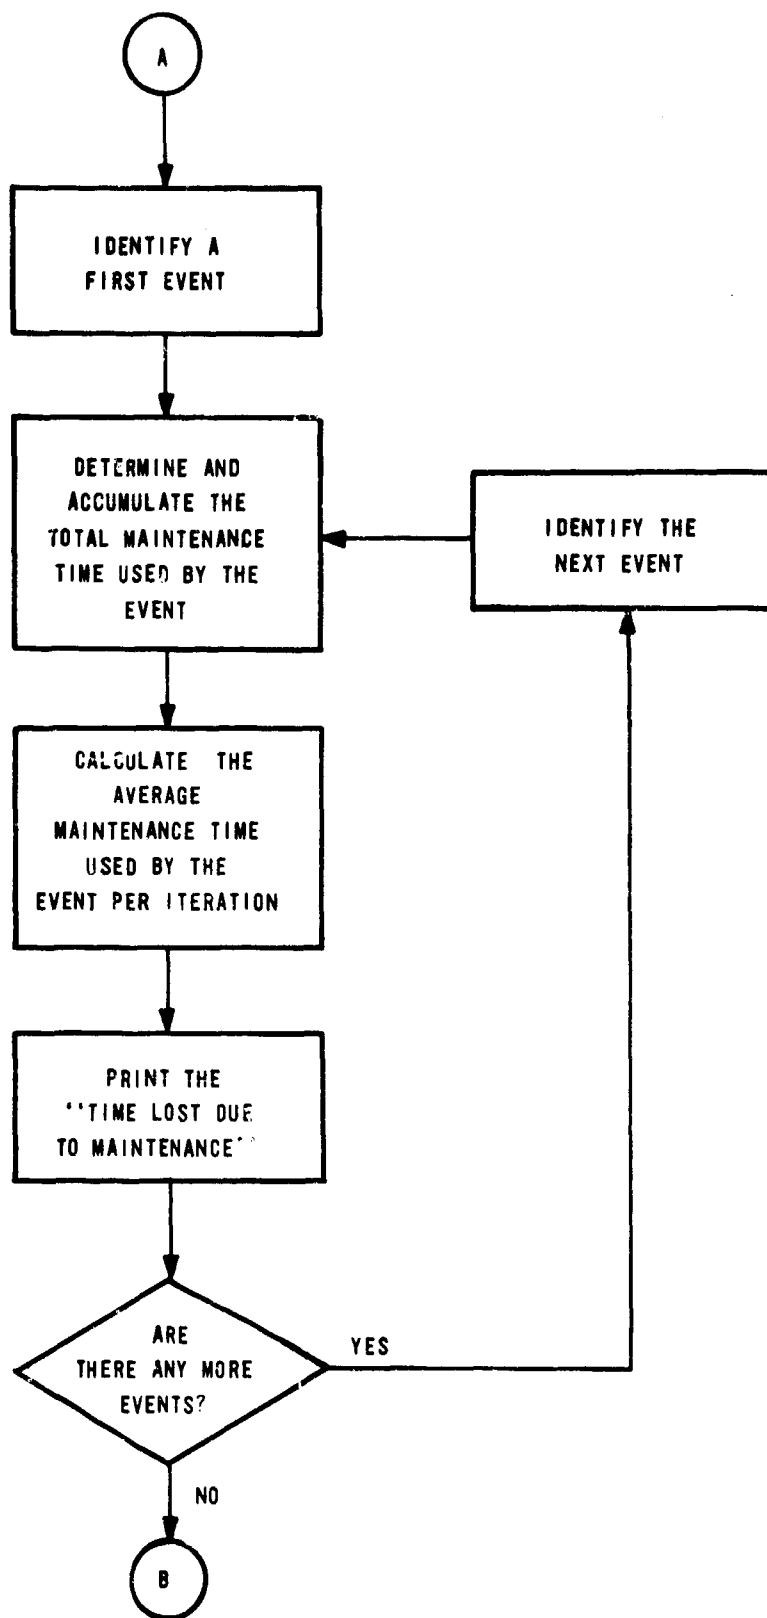 A
IDENTIFY A
FIRST EVENT
DETERMINE AND
ACCUMULATE THE
TOTAL MAINTENANCE
TIME USED BY THE
EVENT
IDENTIFY THE
NEXT EVENT
CALCULATE THE
AVERAGE
MAINTENANCE TIME
USED BY THE
EVENT PER ITERATION
PRINT THE
"TIME LOST DUE
TO MAINTENANCE"
ARE
THERE ANY MORE
EVENTS?
YES
NO
B